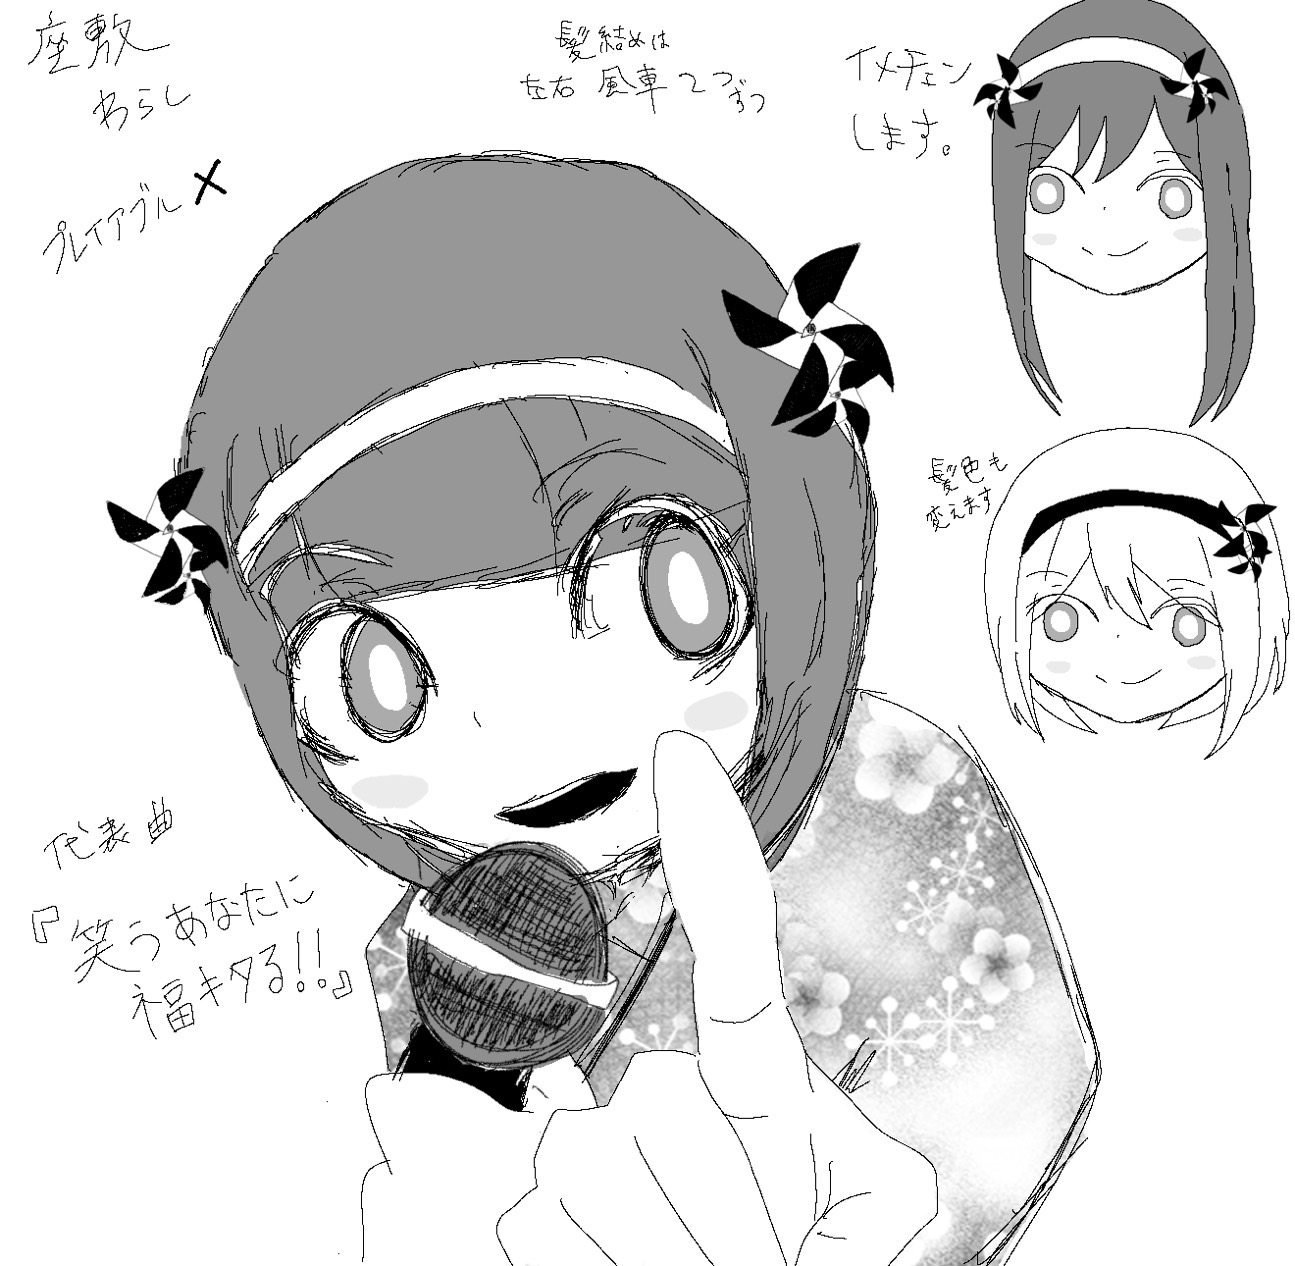 座敷
わらし
プレイアブル×
髪結めは
左右 風車2つ
ずつ
イメチェン
します。
髪色も
変えます
代表曲
『笑うあなたに
福キタる!!』